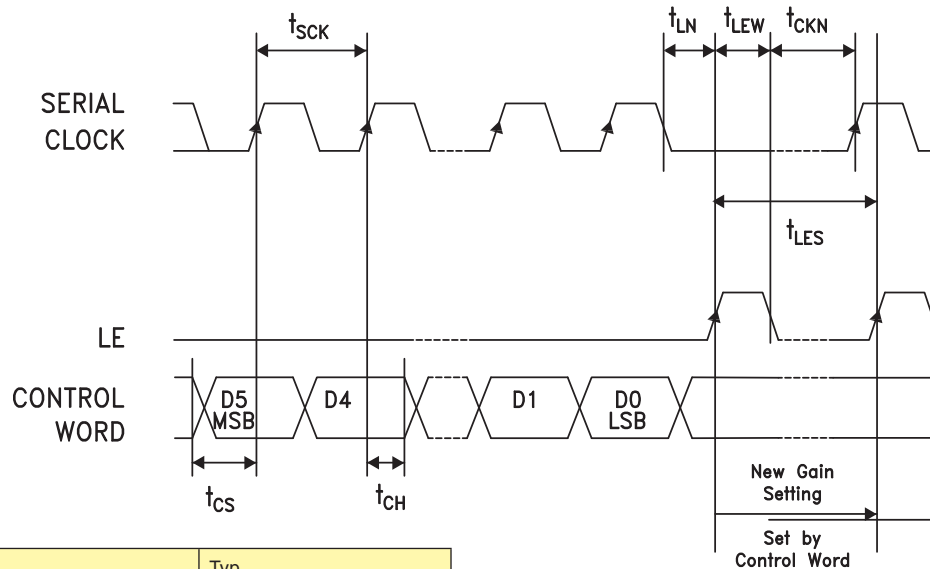 tSCK
tLN
tLEW
tCKN
SERIAL
CLOCK
tLES
LE
CONTROL
WORD
D5
MSB
D4
D1
D0
LSB
tCS
tCH
New Gain
Setting
Set by
Control Word
Typ